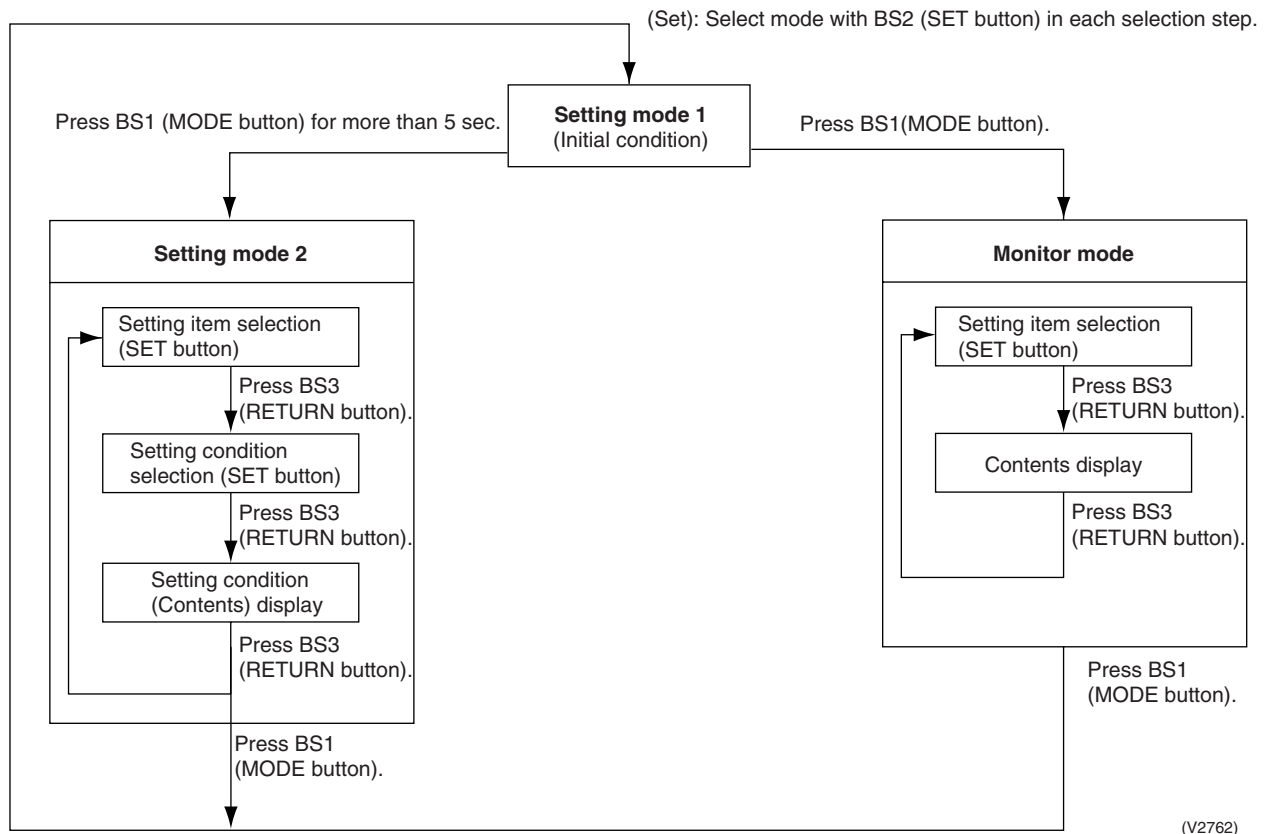 (Set): Select mode with BS2 (SET button) in each selection step.
Setting mode 1
(Initial condition)
Press BS1 (MODE button) for more than 5 sec.
Press BS1(MODE button).
Setting mode 2
Setting item selection
(SET button)
Press BS3
(RETURN button).
Setting condition
selection (SET button)
Press BS3
(RETURN button).
Setting condition
(Contents) display
Press BS3
(RETURN button).
Press BS1
(MODE button).
Monitor mode
Setting item selection
(SET button)
Press BS3
(RETURN button).
Contents display
Press BS3
(RETURN button).
Press BS1
(MODE button).
(V2762)